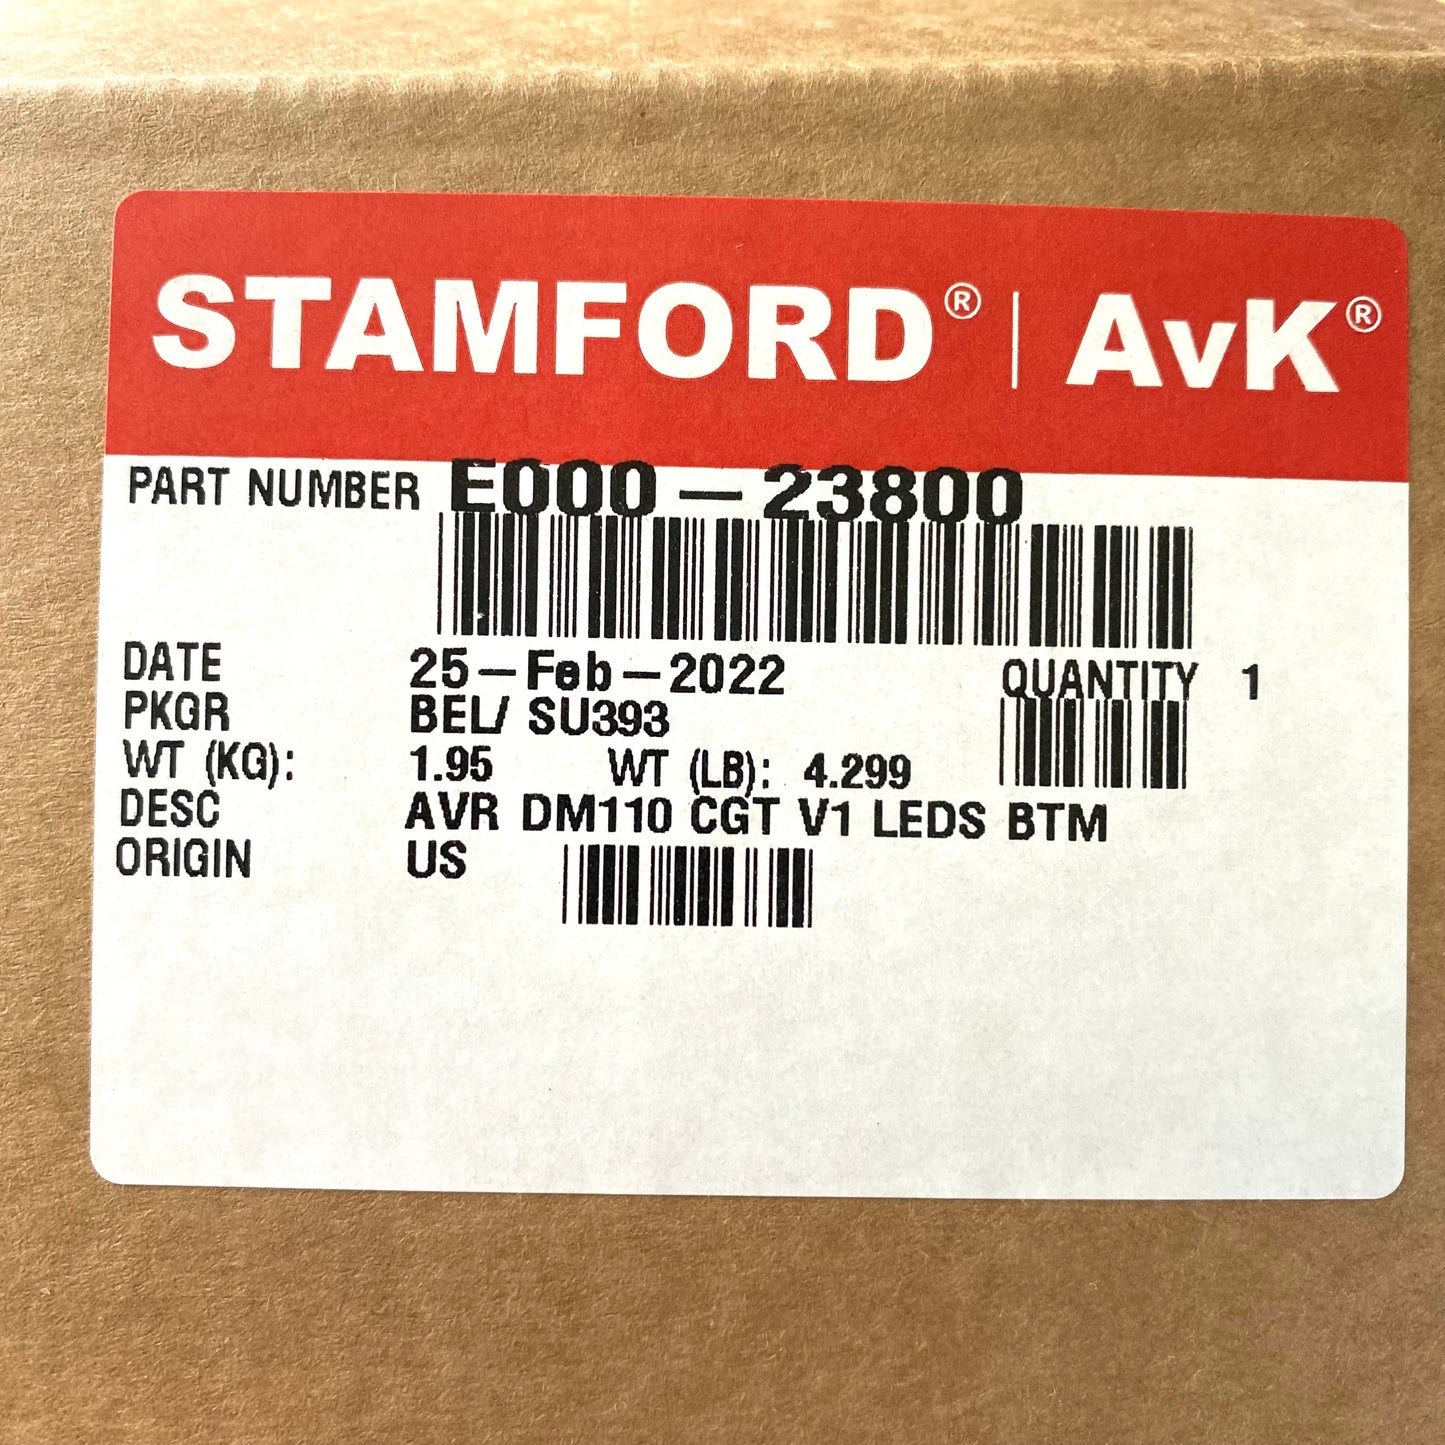 STAMFORD® | AvK®
PART NUMBER E000-23800
DATE 25-Feb-2022 QUANTITY 1
PKGR BEL/ SU393
WT (KG): 1.95 WT (LB): 4.299
DESC AVR DM110 CGT V1 LEDS BTM
ORIGIN US